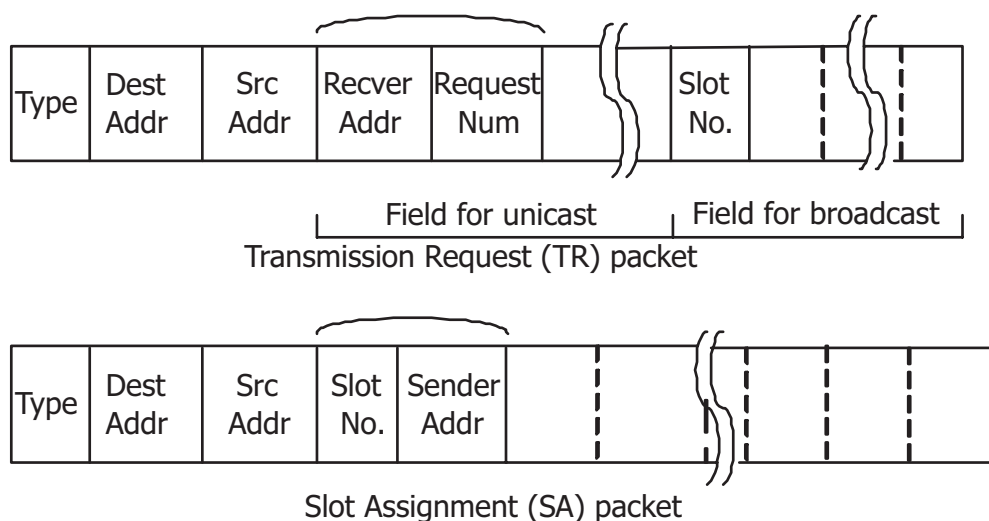 Type Dest Addr Src Addr Recver Addr Request Num Slot No.
Field for unicast Field for broadcast
Transmission Request (TR) packet
Type Dest Addr Src Addr Slot No. Sender Addr
Slot Assignment (SA) packet